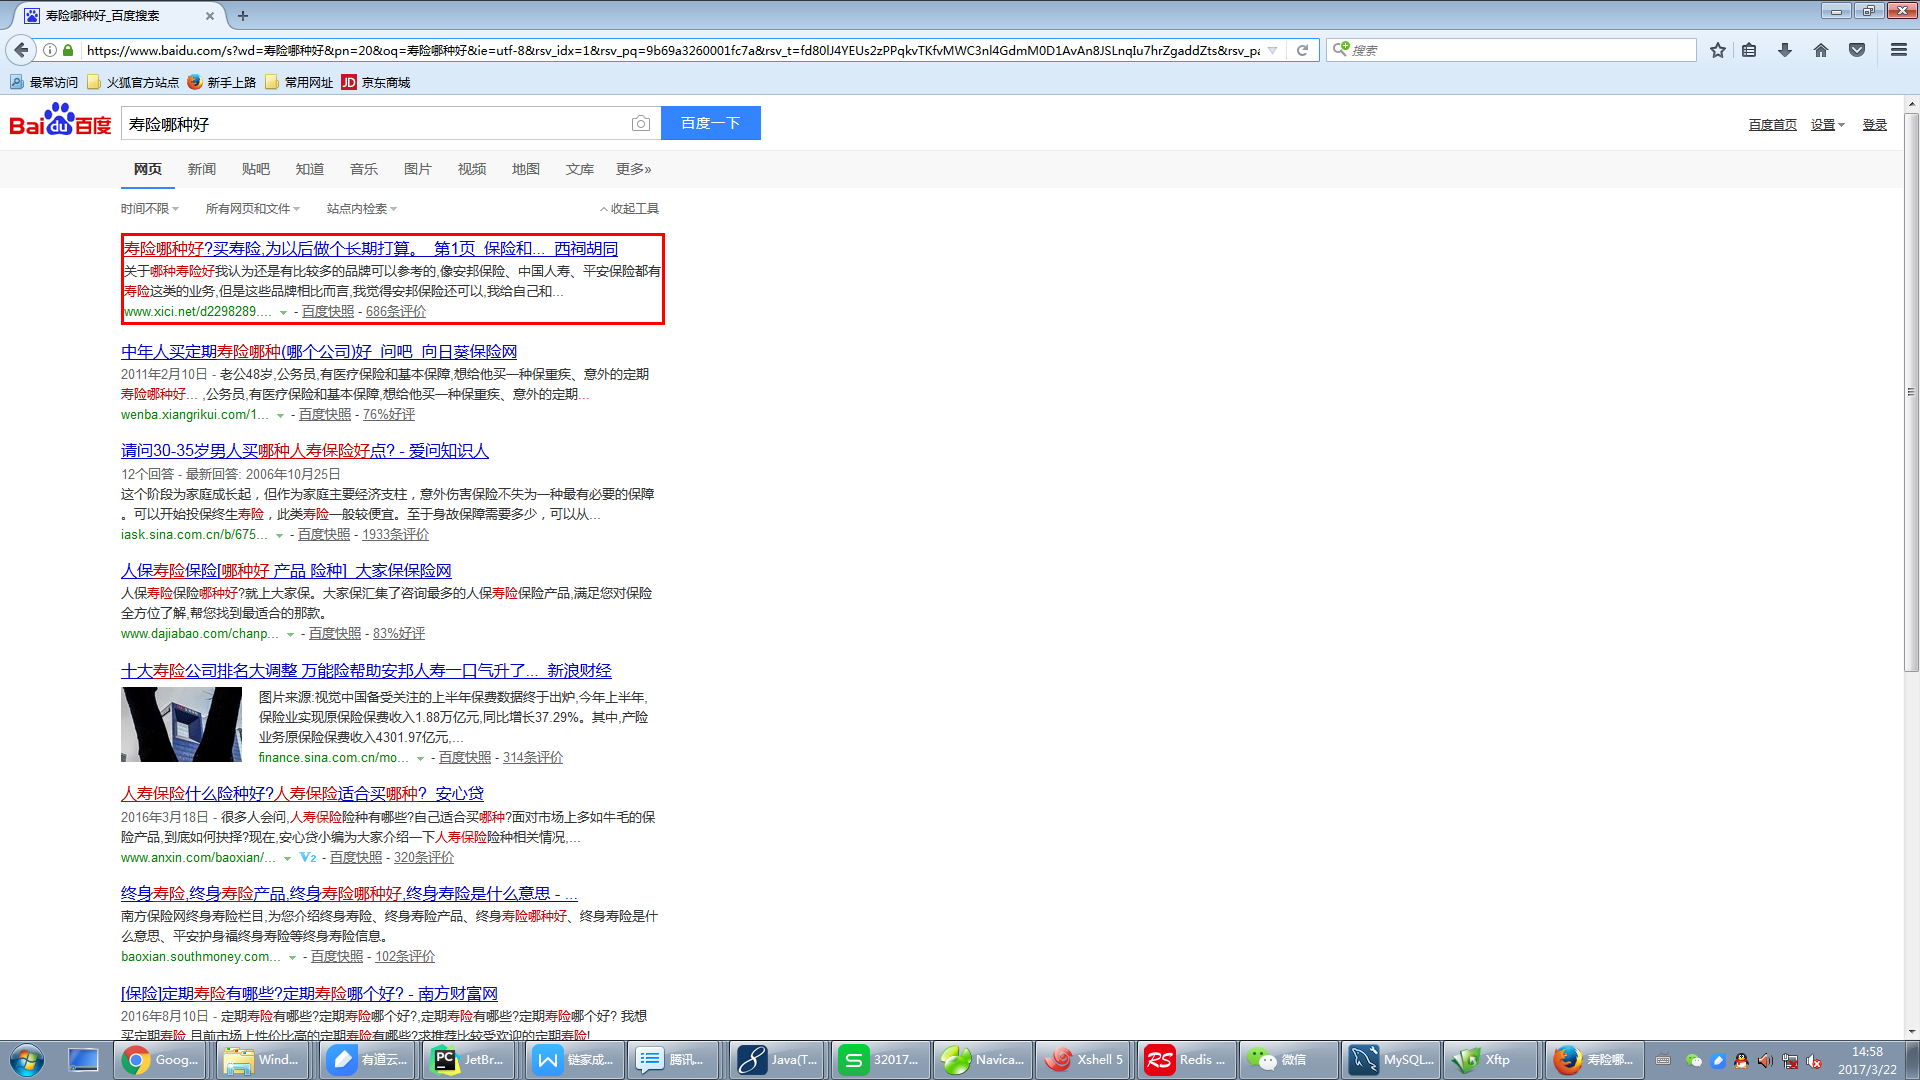 寿险哪种好_百度搜索
https://www.baidu.com/s?wd=寿险哪种好&pn=20&oq=寿险哪种好&ie=utf-8&rsv_idx=1&rsv_pq=9b69a3260001fc7a&rsv_t=fd80lJ4YEUs2zPPqkvTKfvMWC3nl4GdmM0D1AvAn8JSLnqIu7hrZgaddZts&rsv_pa
搜索
最常访问 火狐官方站点 新手上路 常用网址 JD 京东商城
Bai du 百度 寿险哪种好 百度一下 百度首页 设置 登录
网页 新闻 贴吧 知道 音乐 图片 视频 地图 文库 更多»
时间不限 所有网页和文件 站点内检索 收起工具
寿险哪种好?买寿险,为以后做个长期打算。_第1页_保险和..._西祠胡同
关于哪种寿险好我认为还是有比较多的品牌可以参考的,像安邦保险、中国人寿、平安保险都有
寿险这类的业务,但是这些品牌相比而言,我觉得安邦保险还可以,我给自己和...
www.xici.net/d2298289.... - 百度快照 - 686条评价
中年人买定期寿险哪种(哪个公司)好_问吧_向日葵保险网
2011年2月10日 - 老公48岁,公务员,有医疗保险和基本保障,想给他买一种保重疾、意外的定期
寿险哪种好... ,公务员,有医疗保险和基本保障,想给他买一种保重疾、意外的定期...
wenba.xiangrikui.com/1... - 百度快照 - 76%好评
请问30-35岁男人买哪种人寿保险好点? - 爱问知识人
12个回答 - 最新回答: 2006年10月25日
这个阶段为家庭成长起，但作为家庭主要经济支柱，意外伤害保险不失为一种最有必要的保障
。可以开始投保终生寿险，此类寿险一般较便宜。至于身故保障需要多少，可以从...
iask.sina.com.cn/b/675... - 百度快照 - 1933条评价
人保寿险保险[哪种好 产品 险种]_大家保保险网
人保寿险保险哪种好?就上大家保。大家保汇集了咨询最多的人保寿险保险产品,满足您对保险
全方位了解,帮您找到最适合的那款。
www.dajiabao.com/chanp... - 百度快照 - 83%好评
十大寿险公司排名大调整 万能险帮助安邦人寿一口气升了..._新浪财经
图片来源:视觉中国备受关注的上半年保费数据终于出炉,今年上半年,
保险业实现原保险保费收入1.88万亿元,同比增长37.29%。其中,产险
业务原保险保费收入4301.97亿元,...
finance.sina.com.cn/mo... - 百度快照 - 314条评价
人寿保险什么险种好?人寿保险适合买哪种?_安心贷
2016年3月18日 - 很多人会问,人寿保险险种有哪些?自己适合买哪种?面对市场上多如牛毛的保
险产品,到底如何抉择?现在,安心贷小编为大家介绍一下人寿保险险种相关情况,...
www.anxin.com/baoxian/... V2 - 百度快照 - 320条评价
终身寿险,终身寿险产品,终身寿险哪种好,终身寿险是什么意思 - ...
南方保险网终身寿险栏目,为您介绍终身寿险、终身寿险产品、终身寿险哪种好、终身寿险是什
么意思、平安护身福终身寿险等终身寿险信息。
baoxian.southmoney.com... - 百度快照 - 102条评价
[保险]定期寿险有哪些?定期寿险哪个好? - 南方财富网
2016年8月10日 - 定期寿险有哪些?定期寿险哪个好?,定期寿险有哪些?定期寿险哪个好? 我想
买定期寿险,目前市场上性价比高的定期寿险有哪些?求推荐比较受欢迎的定期寿险!
Goog... Wind... 有道云... JetBr... 链家成... 腾讯... Java(T... 32017... Navica... Xshell 5 Redis ... 微信 MySQL... Xftp 寿险哪... 14:58
2017/3/22